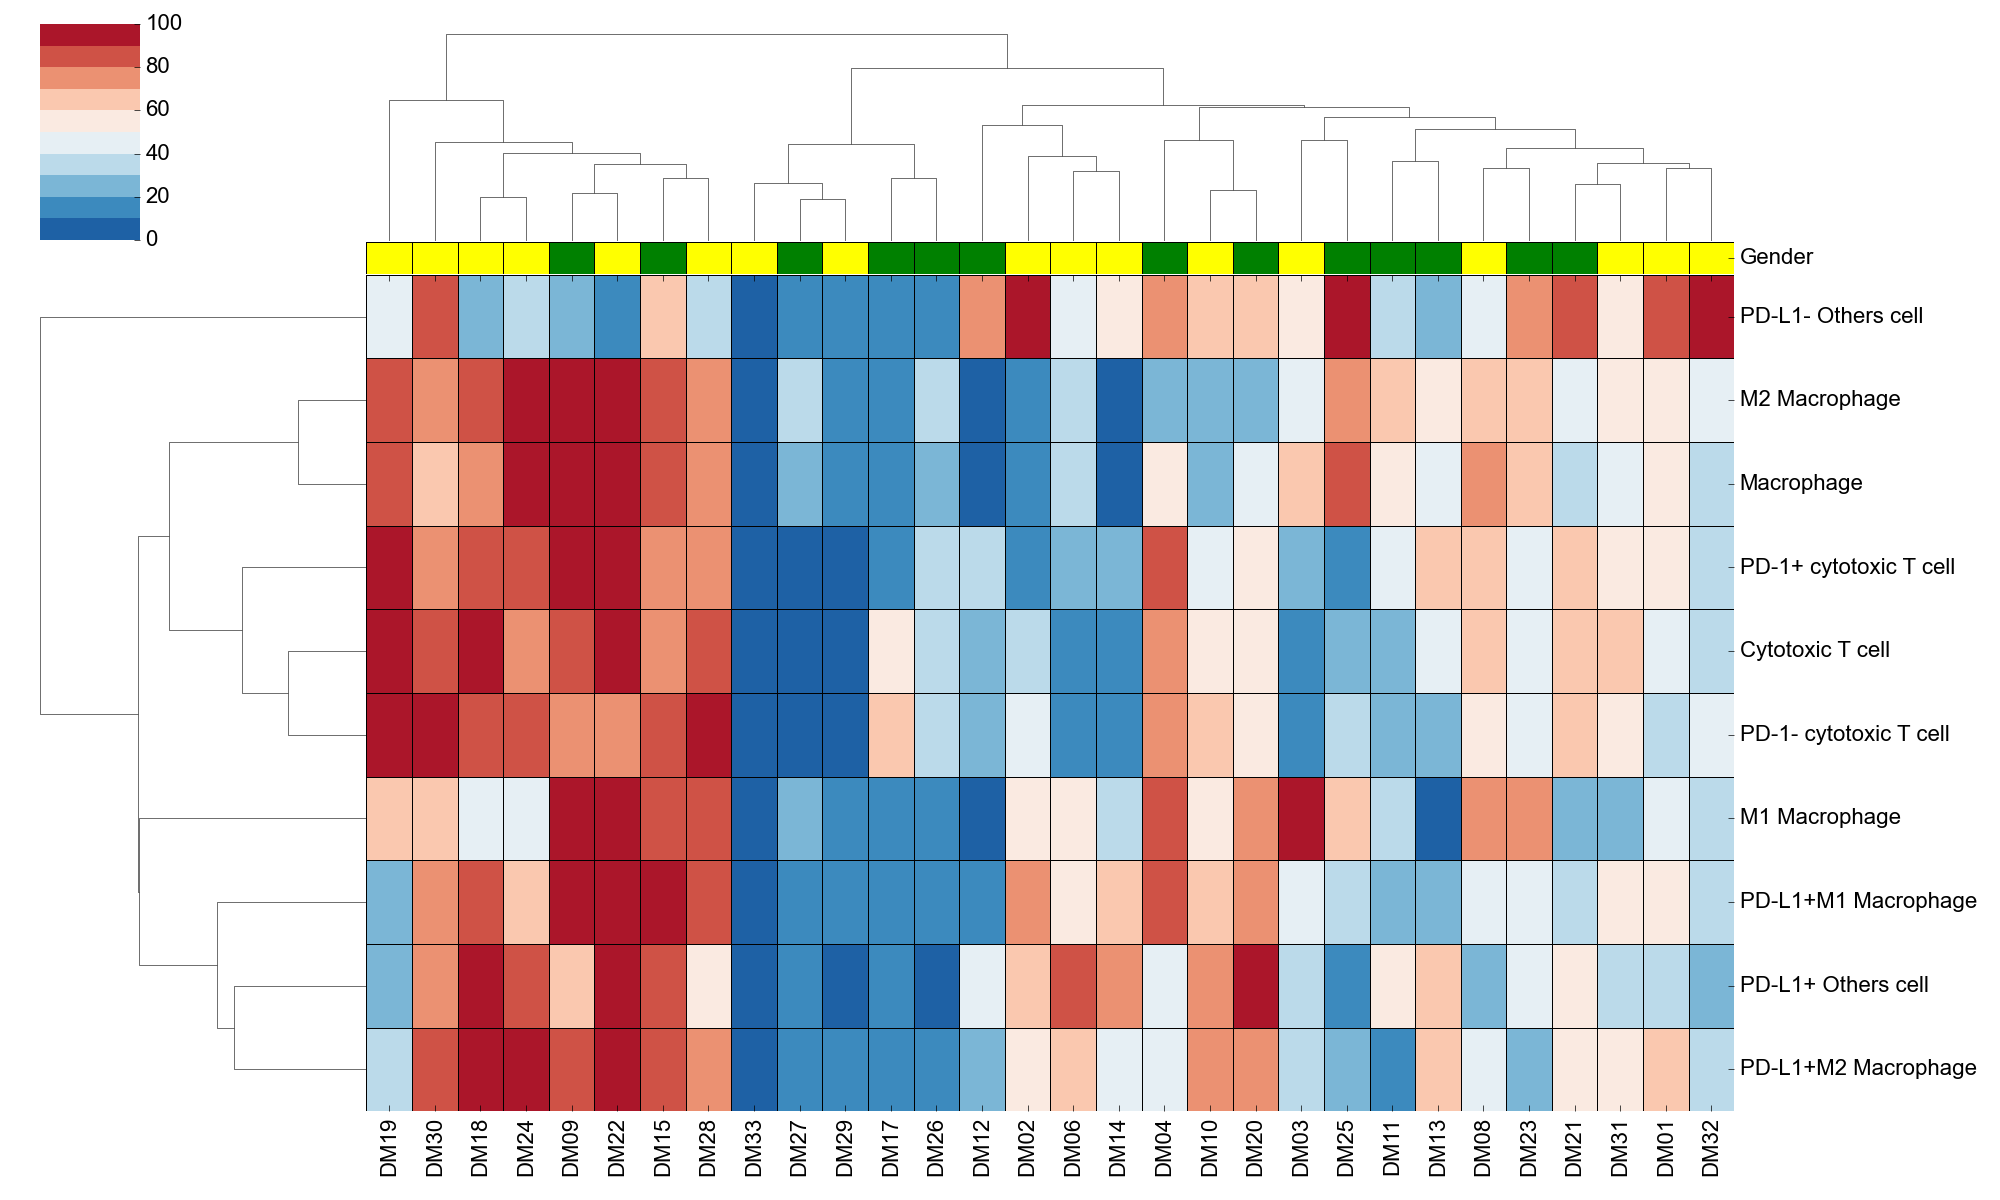 100
80
60
40
20
0
Gender
PD-L1- Others cell
M2 Macrophage
Macrophage
PD-1+ cytotoxic T cell
Cytotoxic T cell
PD-1- cytotoxic T cell
M1 Macrophage
PD-L1+M1 Macrophage
PD-L1+ Others cell
PD-L1+M2 Macrophage
DM19
DM30
DM18
DM24
DM09
DM22
DM15
DM28
DM33
DM27
DM29
DM17
DM26
DM12
DM02
DM06
DM14
DM04
DM10
DM20
DM03
DM25
DM11
DM13
DM08
DM23
DM21
DM31
DM01
DM32